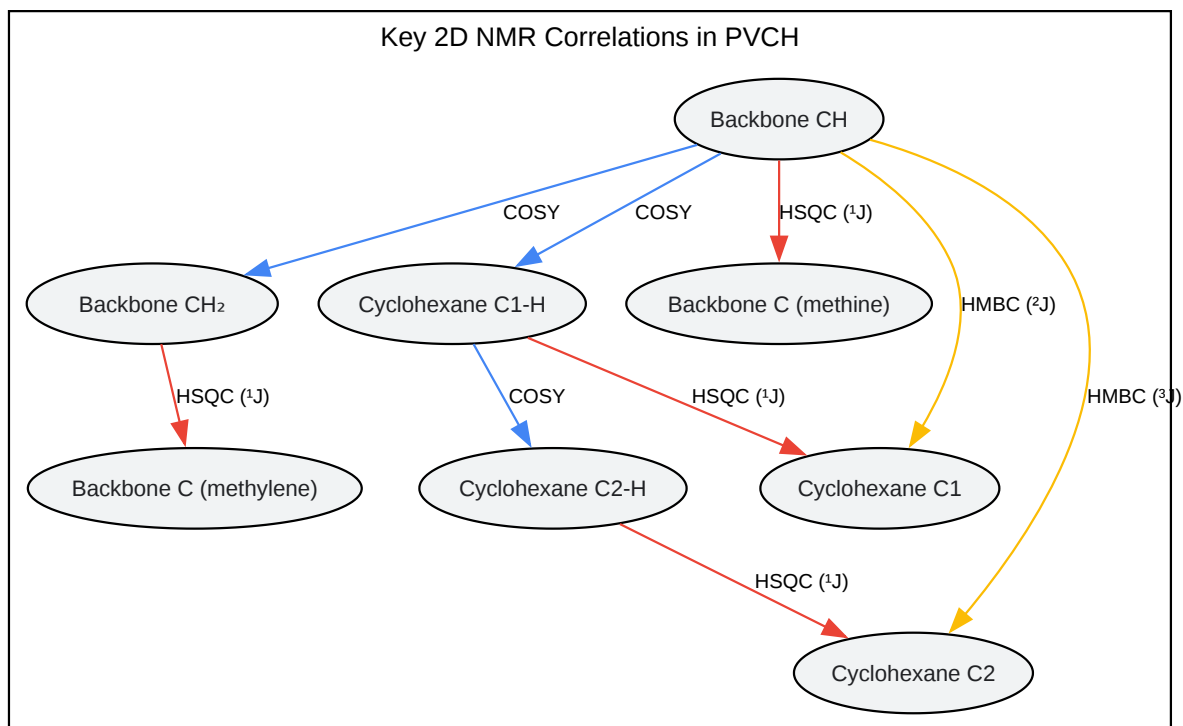 Key 2D NMR Correlations in PVCH
Backbone CH
COSY
COSY
HSQC (¹J)
Backbone CH₂
Cyclohexane C1-H
Backbone C (methine)
HMBC (²J)
HSQC (¹J)
COSY
HSQC (¹J)
HMBC (³J)
Backbone C (methylene)
Cyclohexane C2-H
Cyclohexane C1
HSQC (¹J)
Cyclohexane C2